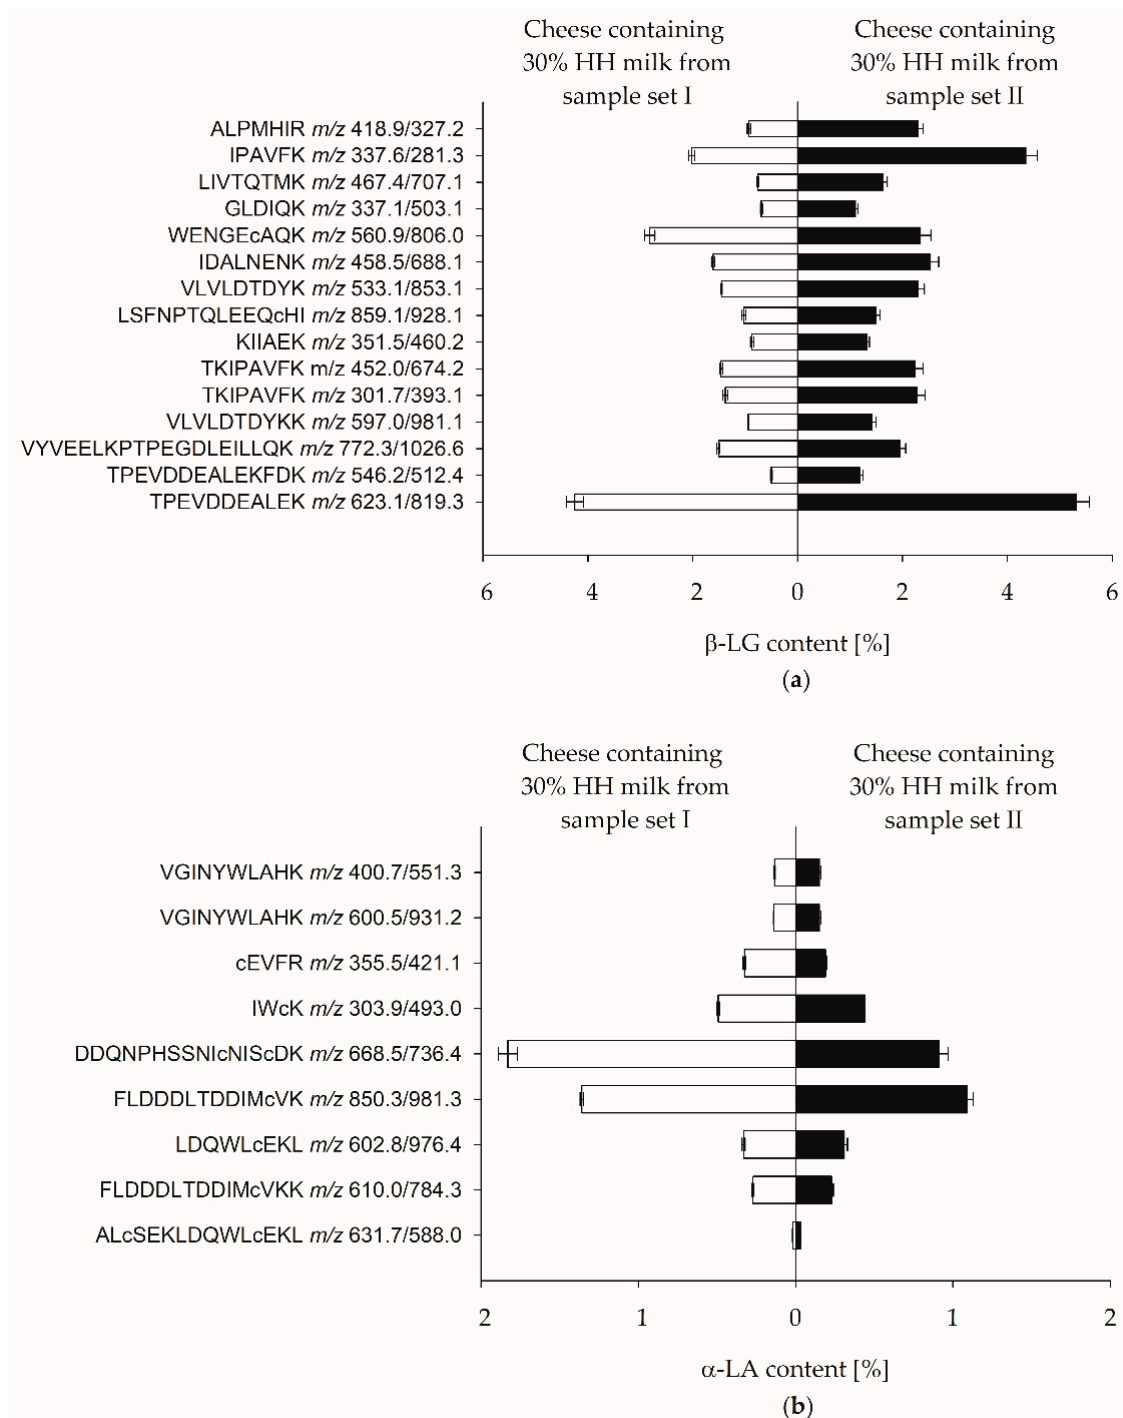 Cheese containing
30% HH milk from
sample set I
Cheese containing
30% HH milk from
sample set II
ALPMHIR m/z 418.9/327.2
IPAVFK m/z 337.6/281.3
LIVTQTMK m/z 467.4/707.1
GLDIQK m/z 337.1/503.1
WENGEcAQK m/z 560.9/806.0
IDALNENK m/z 458.5/688.1
VLVLDTDYK m/z 533.1/853.1
LSFNPTQLEEQcHI m/z 859.1/928.1
KIIAEK m/z 351.5/460.2
TKIPAVFK m/z 452.0/674.2
TKIPAVFK m/z 301.7/393.1
VLVLDTDYKK m/z 597.0/981.1
VYVEELKPTPEGDLEILLQK m/z 772.3/1026.6
TPEVDDEALEKFDK m/z 546.2/512.4
TPEVDDEALEK m/z 623.1/819.3
6 4 2 0 2 4 6
β-LG content [%]
(a)
Cheese containing
30% HH milk from
sample set I
Cheese containing
30% HH milk from
sample set II
VGINYWLAHK m/z 400.7/551.3
VGINYWLAHK m/z 600.5/931.2
cEVFR m/z 355.5/421.1
IWcK m/z 303.9/493.0
DDQNPHSSNIcNIScDK m/z 668.5/736.4
FLDDDLTDDIMcVK m/z 850.3/981.3
LDQWLcEKL m/z 602.8/976.4
FLDDDLTDDIMcVKK m/z 610.0/784.3
ALcSEKLDQWLcEKL m/z 631.7/588.0
2 1 0 1 2
α-LA content [%]
(b)